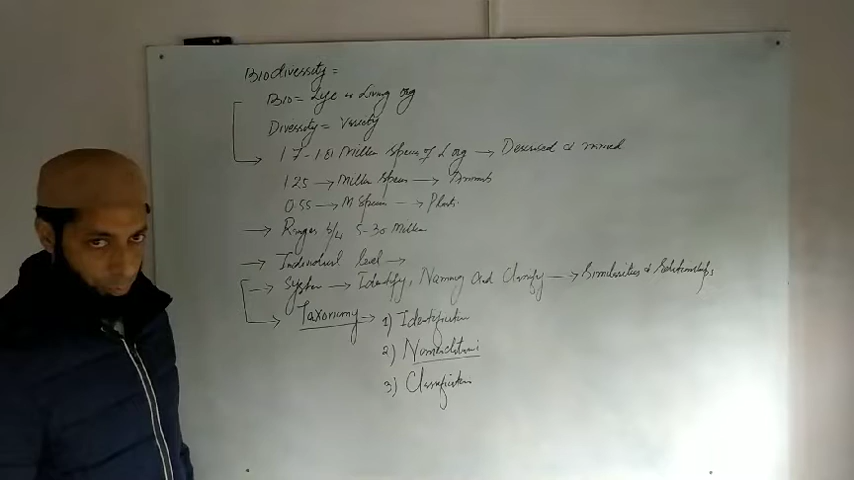 Biodiversity =
Bio = Life or Living org
Diversity = Variety
1.7 - 1.81 Million Species of L org → Described & named
1.25 → Million Species → Animals
0.55 → M Species → Plants.
→ Ranges b/w 5-30 Million
→ Individual level →
→ System → Identify, Naming and Classify → Similarities & Relationships
→ Taxonomy → 1) Identification
2) Nomenclature
3) Classification